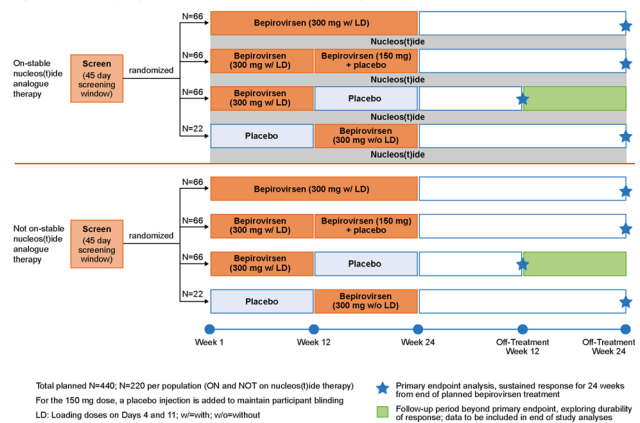 N=66
Bepirovirsen (300 mg w/ LD)
Nucleos(t)ide
N=66
Bepirovirsen
(300 mg w/ LD)
Bepirovirsen (150 mg)
+ placebo
Nucleos(t)ide
On-stable
nucleos(t)ide
analogue
therapy
Screen
(45 day
screening
window)
randomized
N=66
Bepirovirsen
(300 mg w/ LD)
Placebo
Nucleos(t)ide
N=22
Placebo
Bepirovirsen
(300 mg w/o LD)
Nucleos(t)ide
N=66
Bepirovirsen (300 mg w/ LD)
N=66
Bepirovirsen
(300 mg w/ LD)
Bepirovirsen (150 mg)
+ placebo
Not on-stable
nucleos(t)ide
analogue
therapy
Screen
(45 day
screening
window)
randomized
N=66
Bepirovirsen
(300 mg w/ LD)
Placebo
N=22
Placebo
Bepirovirsen
(300 mg w/o LD)
Week 1
Week 12
Week 24
Off-Treatment
Week 12
Off-Treatment
Week 24
Total planned N=440; N=220 per population (ON and NOT on nucleos(t)ide therapy)
For the 150 mg dose, a placebo injection is added to maintain participant blinding
LD: Loading doses on Days 4 and 11; w/=with; w/o=without
Primary endpoint analysis, sustained response for 24 weeks
from end of planned bepirovirsen treatment
Follow-up period beyond primary endpoint, exploring durability
of response; data to be included in end of study analyses